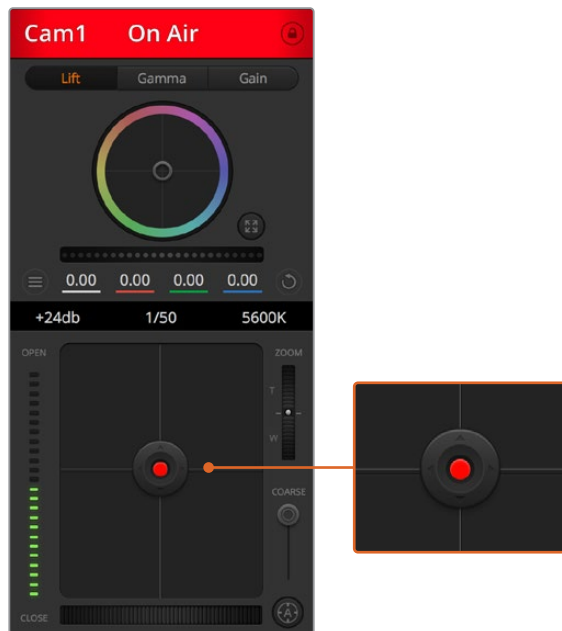 Cam1 On Air
Lift Gamma Gain
0.00 0.00 0.00 0.00
+24db 1/50 5600K
OPEN ZOOM
T
W
COARSE
CLOSE A